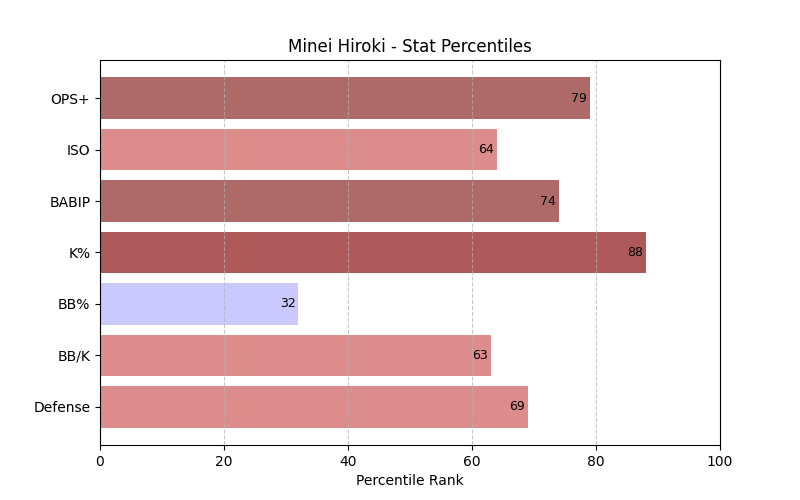 Minei Hiroki - Stat Percentiles
OPS+ 79
ISO 64
BABIP 74
K% 88
BB% 32
BB/K 63
Defense 69
0 20 40 60 80 100
Percentile Rank